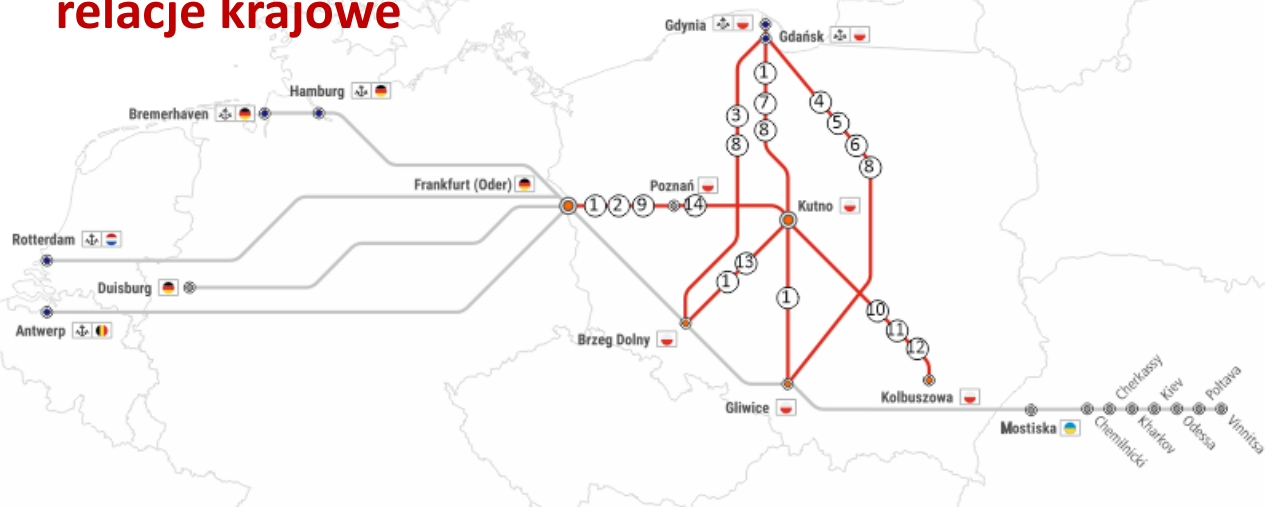 relacje krajowe
Gdynia
Gdańsk
1
7
8
3
8
4
5
6
8
Hamburg
Bremerhaven
Frankfurt (Oder)
1 2 9
Poznań
14
Kutno
Rotterdam
Duisburg
Antwerp
13
1
1
10
11
12
Brzeg Dolny
Gliwice
Kolbuszowa
Mostiska
Chemilnicki
Cherkassy
Kharkov
Kiev
Odessa
Poltava
Vinnitsa